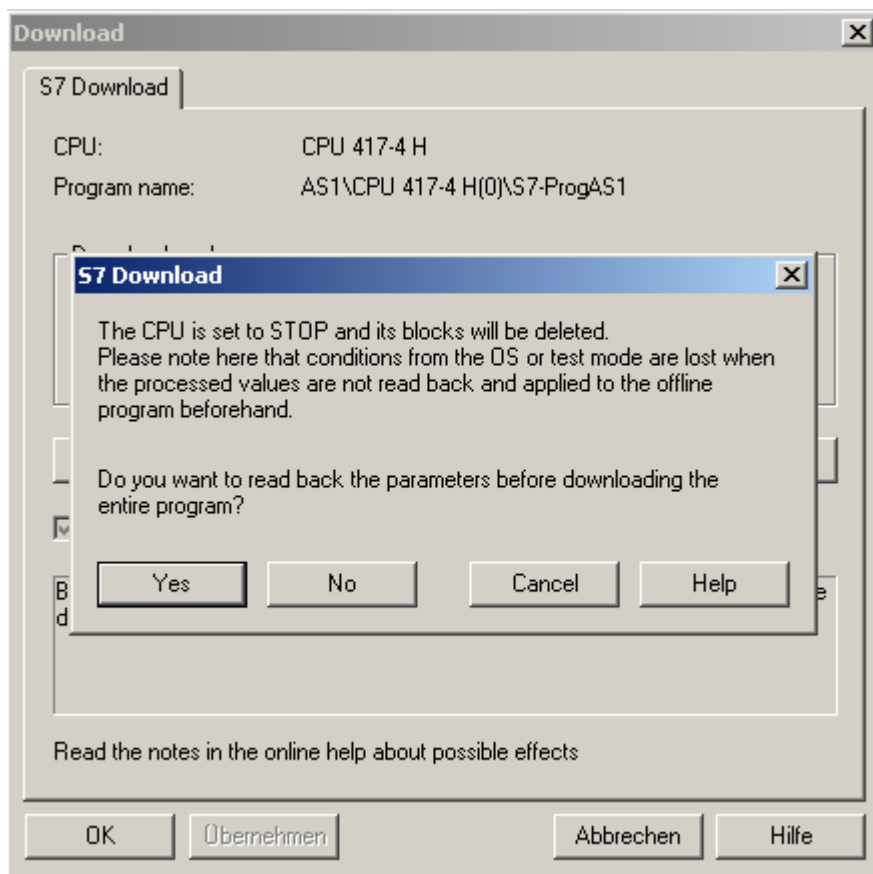 Download
S7 Download
CPU: CPU 417-4 H
Program name: AS1\CPU 417-4 H(0)\S7-ProgAS1
S7 Download
The CPU is set to STOP and its blocks will be deleted.
Please note here that conditions from the OS or test mode are lost when
the processed values are not read back and applied to the offline
program beforehand.
Do you want to read back the parameters before downloading the
entire program?
Yes No Cancel Help
Read the notes in the online help about possible effects
OK Übernehmen Abbrechen Hilfe